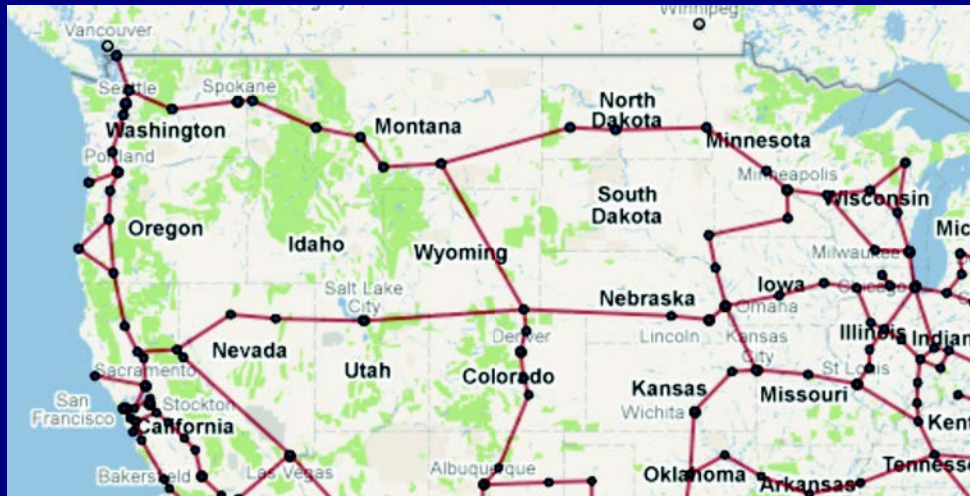 Vancouver
Winnipeg
Seattle
Spokane
Washington
Montana
North
Dakota
Minnesota
Portland
Minneapolis
South
Dakota
Wisconsin
Oregon
Idaho
Wyoming
Milwaukee
Mic
Salt Lake
City
Nebraska
Iowa
Chicago
Omaha
Lincoln
Denver
Kansas
City
Illinois
Indian
Nevada
Sacramento
Utah
Colorado
St Louis
Kansas
Missouri
San
Francisco
Stockton
California
Wichita
Kent
Bakersfield
Las Vegas
Albuquerque
Oklahoma
Arkansas
Tennesse